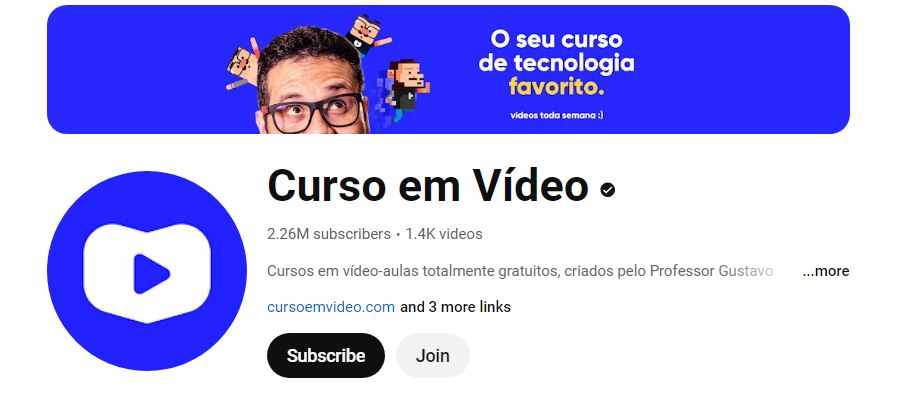 O seu curso
de tecnologia
favorito.
vídeos toda semana :)
Curso em Vídeo
2.26M subscribers • 1.4K videos
Cursos em vídeo-aulas totalmente gratuitos, criados pelo Professor Gustavo ...more
cursoemvideo.com and 3 more links
Subscribe Join